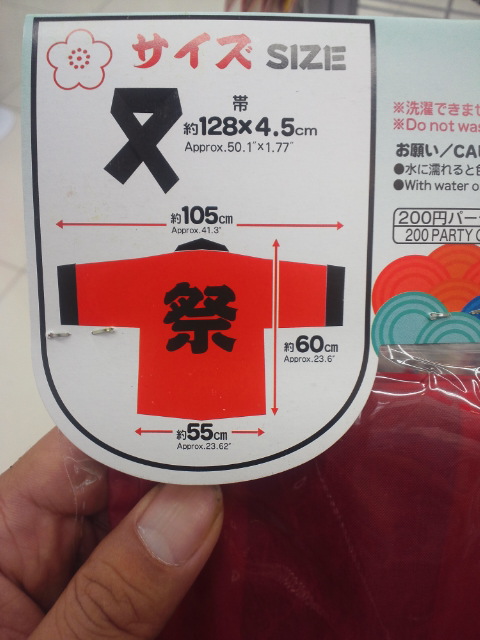 サイズ SIZE
帯
約128×4.5cm
Approx.50.1"×1.77"
約105cm
Approx.41.3"
祭
約60cm
Approx.23.6"
約55cm
Approx.23.62"
※洗濯できませ
※Do not was
お願い／CAU
●水に濡れると色
●With water o
200円パー
200 PARTY